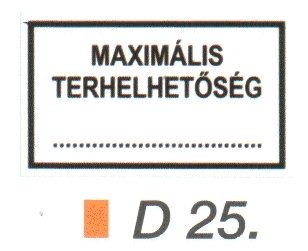 MAXIMÁLIS
TERHELHETŐSÉG
........................................
D 25.